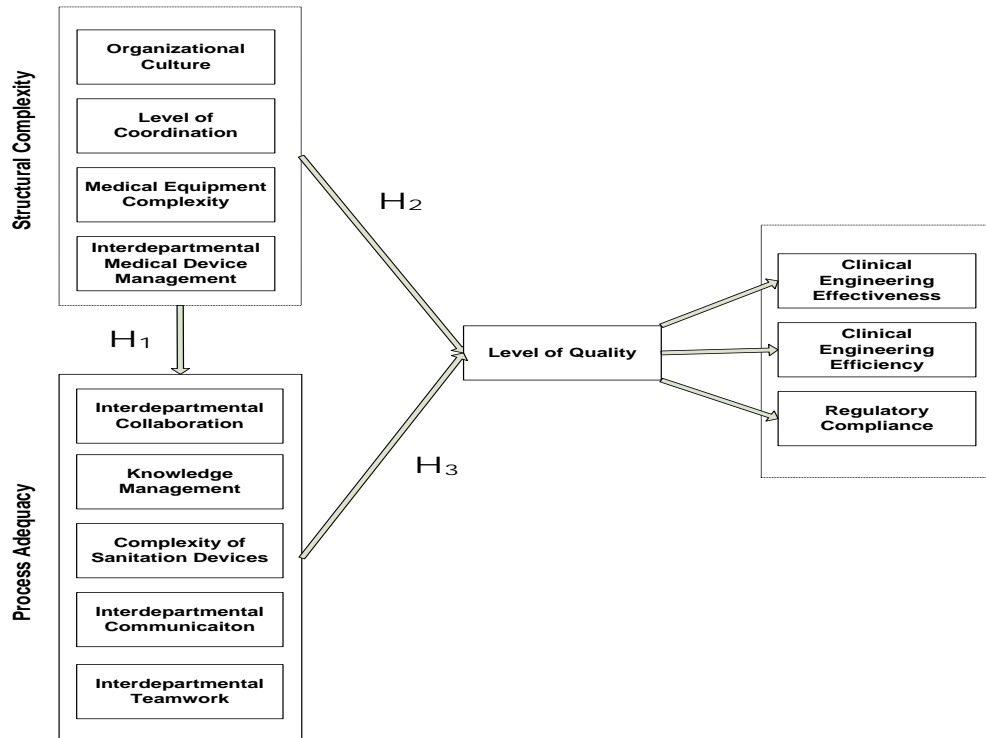 Structural Complexity
Organizational
Culture
Level of
Coordination
Medical Equipment
Complexity
Interdepartmental
Medical Device
Management
H1
H2
Process Adequacy
Interdepartmental
Collaboration
Knowledge
Management
Complexity of
Sanitation Devices
Interdepartmental
Communicaiton
Interdepartmental
Teamwork
H3
Level of Quality
Clinical
Engineering
Effectiveness
Clinical
Engineering
Efficiency
Regulatory
Compliance